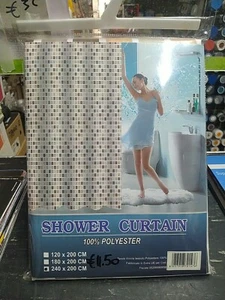 SHOWER CURTAIN
100% POLYESTER
120 x 200 CM
180 x 200 CM
240 x 200 CM
€1.50